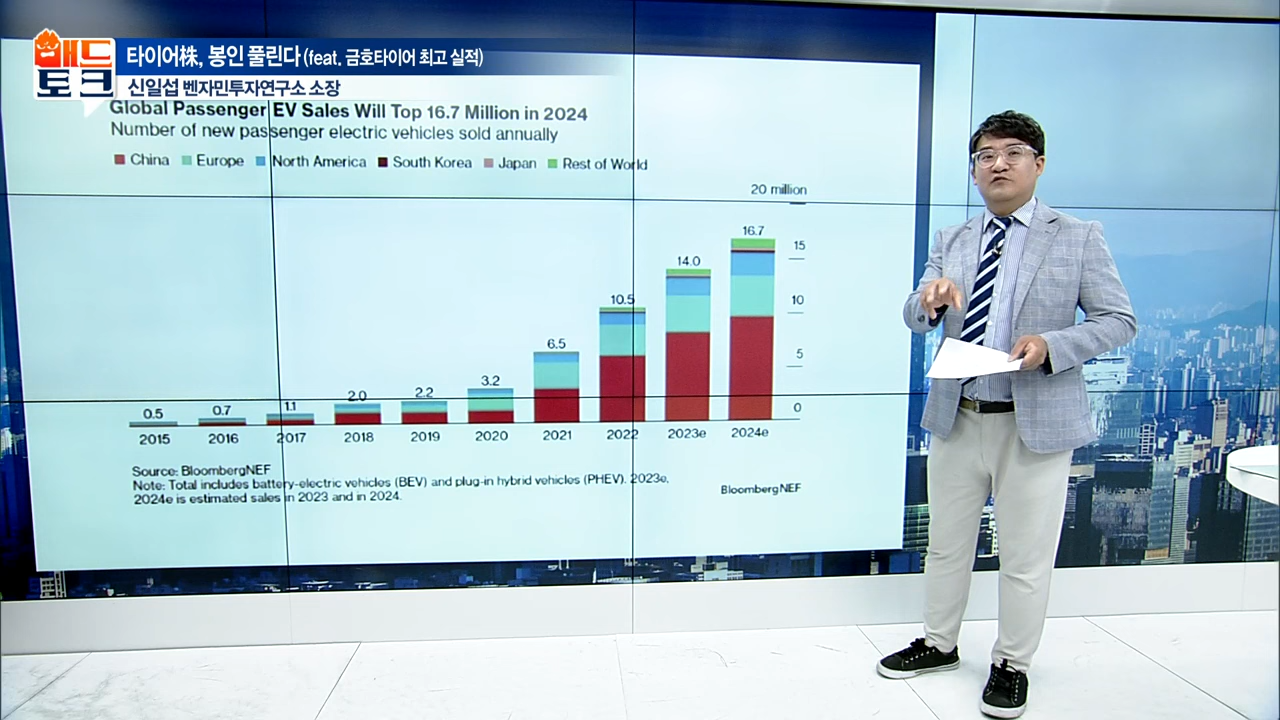 매드
토크
타이어株, 봉인 풀린다 (feat. 금호타이어 최고 실적)
신일섭 벤자민투자연구소 소장
Global Passenger EV Sales Will Top 16.7 Million in 2024
Number of new passenger electric vehicles sold annually
China Europe North America South Korea Japan Rest of World
20 million
16.7
15
14.0
10.5
10
6.5
5
3.2
2.2
2.0
1.1
0.7
0.5
0
2015 2016 2017 2018 2019 2020 2021 2022 2023e 2024e
Source: BloombergNEF
Note: Total includes battery-electric vehicles (BEV) and plug-in hybrid vehicles (PHEV). 2023e,
2024e is estimated sales in 2023 and in 2024.
BloombergNEF